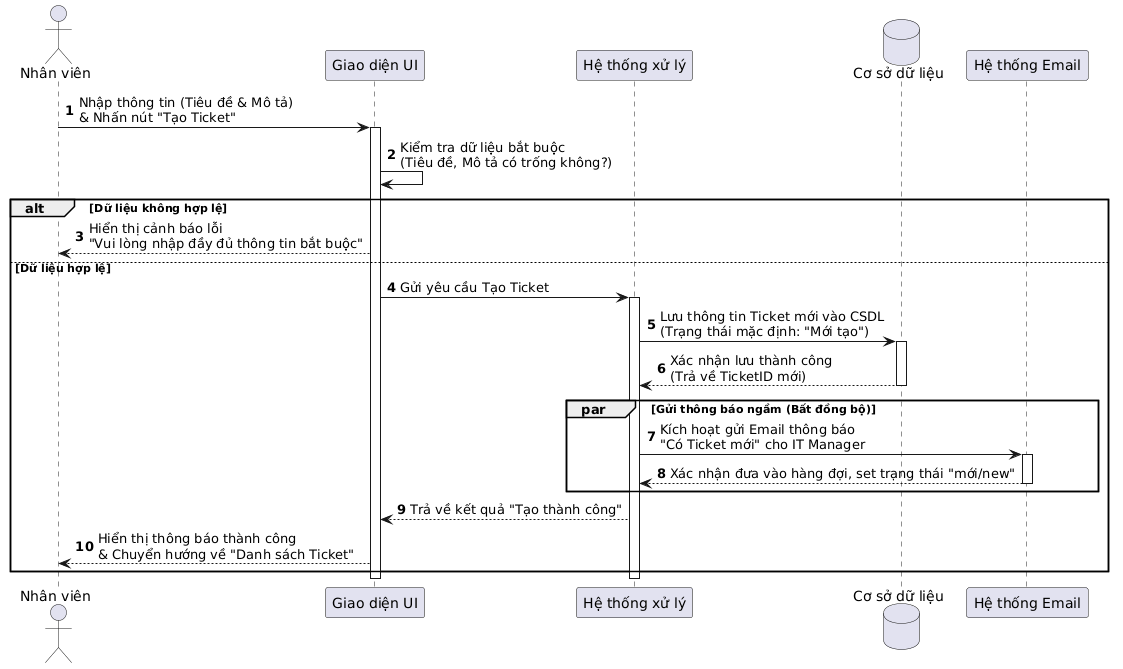 Nhân viên
Giao diện UI
Hệ thống xử lý
Cơ sở dữ liệu
Hệ thống Email
1 Nhập thông tin (Tiêu đề & Mô tả)
& Nhấn nút "Tạo Ticket"
2 Kiểm tra dữ liệu bắt buộc
(Tiêu đề, Mô tả có trống không?)
alt [Dữ liệu không hợp lệ]
3 Hiển thị cảnh báo lỗi
"Vui lòng nhập đầy đủ thông tin bắt buộc"
[Dữ liệu hợp lệ]
4 Gửi yêu cầu Tạo Ticket
5 Lưu thông tin Ticket mới vào CSDL
(Trạng thái mặc định: "Mới tạo")
6 Xác nhận lưu thành công
(Trả về TicketID mới)
par [Gửi thông báo ngầm (Bất đồng bộ)]
7 Kích hoạt gửi Email thông báo
"Có Ticket mới" cho IT Manager
8 Xác nhận đưa vào hàng đợi, set trạng thái "mới/new"
9 Trả về kết quả "Tạo thành công"
10 Hiển thị thông báo thành công
& Chuyển hướng về "Danh sách Ticket"
Nhân viên
Giao diện UI
Hệ thống xử lý
Cơ sở dữ liệu
Hệ thống Email